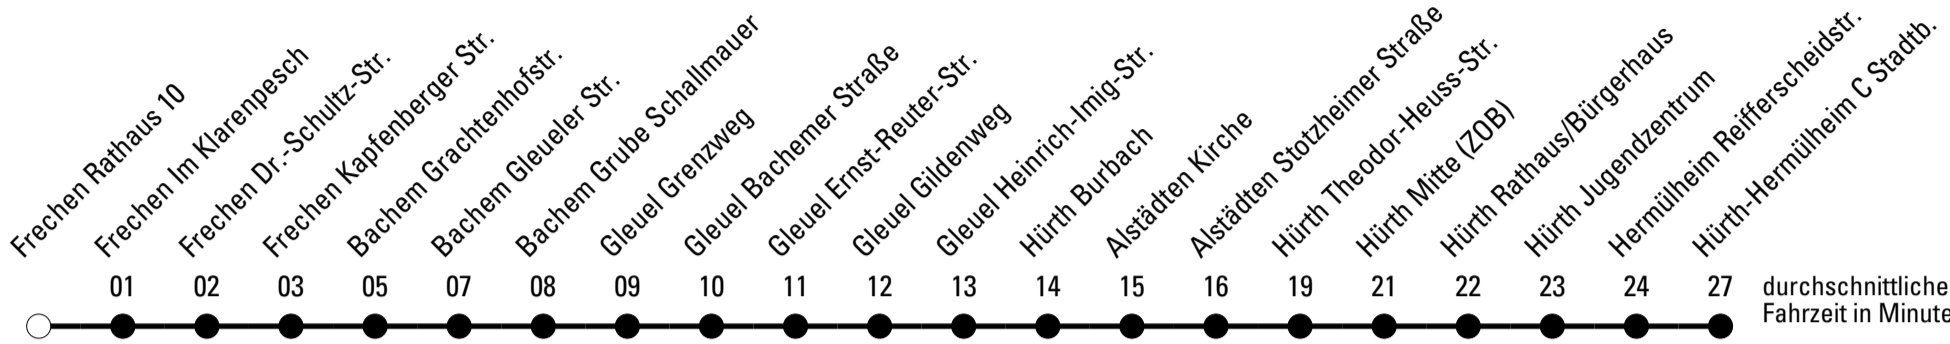 Frechen Rathaus 10
Frechen Im Klarenpesch
Frechen Dr.-Schultz-Str.
Frechen Kapfenberger Str.
Bachem Grachtenhofstr.
Bachem Gleueler Str.
Bachem Grube Schallmauer
Gleuel Grenzweg
Gleuel Bachemer Straße
Gleuel Ernst-Reuter-Str.
Gleuel Gildenweg
Gleuel Heinrich-Imig-Str.
Hürth Burbach
Alstädten Kirche
Alstädten Stotzheimer Straße
Hürth Theodor-Heuss-Str.
Hürth Mitte (ZOB)
Hürth Rathaus/Bürgerhaus
Hürth Jugendzentrum
Hermülheim Reifferscheidstr.
Hürth-Hermülheim C Stadtb.
01 02 03 05 07 08 09 10 11 12 13 14 15 16 19 21 22 23 24 27
durchschnittliche
Fahrzeit in Minute